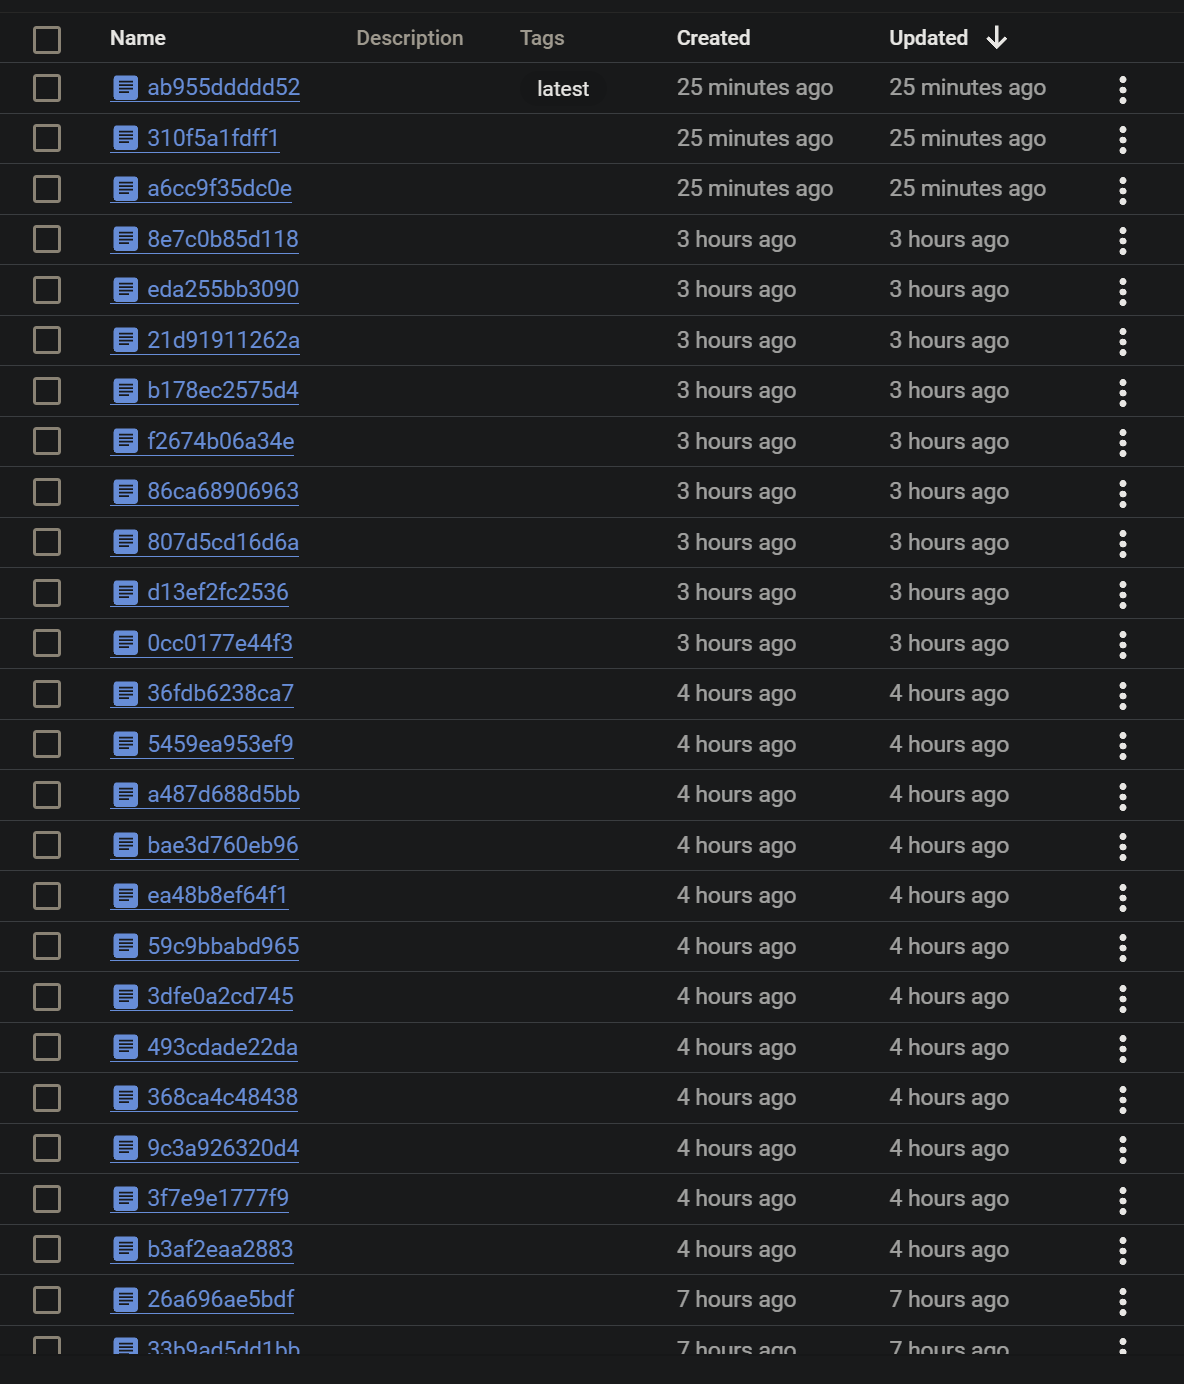 Name Description Tags Created Updated
ab955ddddd52 latest 25 minutes ago 25 minutes ago
310f5a1fdff1 25 minutes ago 25 minutes ago
a6cc9f35dc0e 25 minutes ago 25 minutes ago
8e7c0b85d118 3 hours ago 3 hours ago
eda255bb3090 3 hours ago 3 hours ago
21d91911262a 3 hours ago 3 hours ago
b178ec2575d4 3 hours ago 3 hours ago
f2674b06a34e 3 hours ago 3 hours ago
86ca68906963 3 hours ago 3 hours ago
807d5cd16d6a 3 hours ago 3 hours ago
d13ef2fc2536 3 hours ago 3 hours ago
0cc0177e44f3 3 hours ago 3 hours ago
36fdb6238ca7 4 hours ago 4 hours ago
5459ea953ef9 4 hours ago 4 hours ago
a487d688d5bb 4 hours ago 4 hours ago
bae3d760eb96 4 hours ago 4 hours ago
ea48b8ef64f1 4 hours ago 4 hours ago
59c9bbabd965 4 hours ago 4 hours ago
3dfe0a2cd745 4 hours ago 4 hours ago
493cdade22da 4 hours ago 4 hours ago
368ca4c48438 4 hours ago 4 hours ago
9c3a926320d4 4 hours ago 4 hours ago
3f7e9e1777f9 4 hours ago 4 hours ago
b3af2eaa2883 4 hours ago 4 hours ago
26a696ae5bdf 7 hours ago 7 hours ago
33b9ad5dd1bb 7 hours ago 7 hours ago